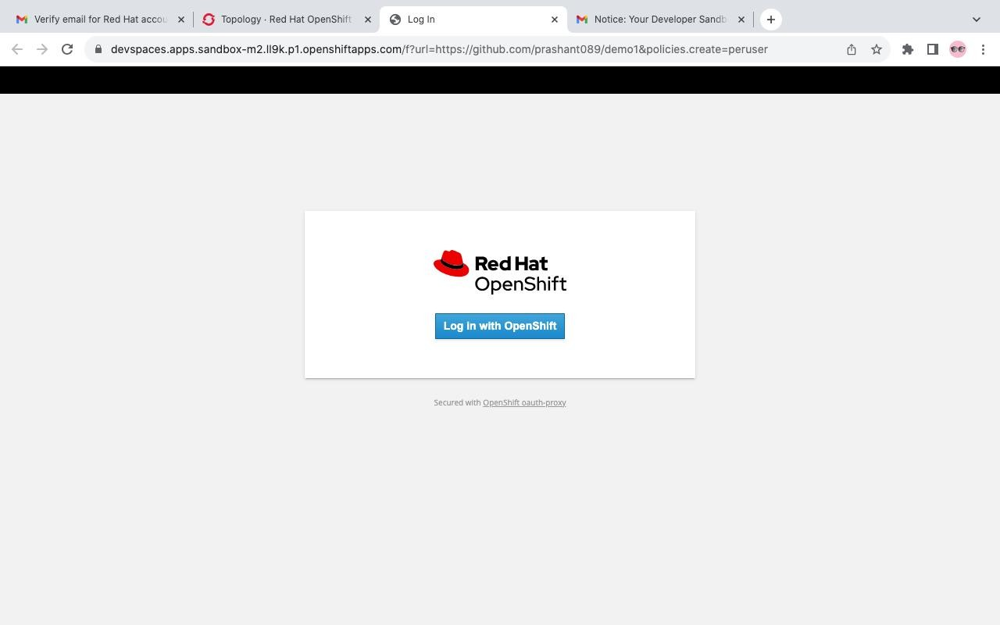 Verify email for Red Hat accou
Topology · Red Hat OpenShift
Log In
Notice: Your Developer Sandb
devspaces.apps.sandbox-m2.ll9k.p1.openshiftapps.com/f?url=https://github.com/prashant089/demo1&policies.create=peruser
Red Hat
OpenShift
Log in with OpenShift
Secured with OpenShift oauth-proxy